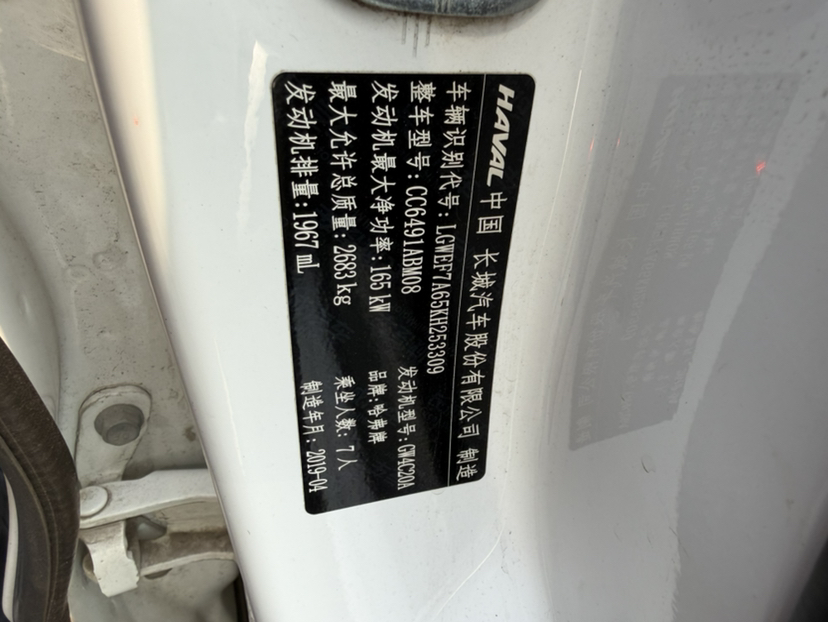 HAVAL 中国 长城汽车股份有限公司 制造
车辆识别代号:LGWEF7A65KH253309
整车型号:CC6491ABM08 发动机型号:GW4C20A
发动机最大净功率:165 kW 品牌:哈弗牌
最大允许总质量:2683 kg 乘坐人数:7人
发动机排量:1967 mL 制造年月:2019-04